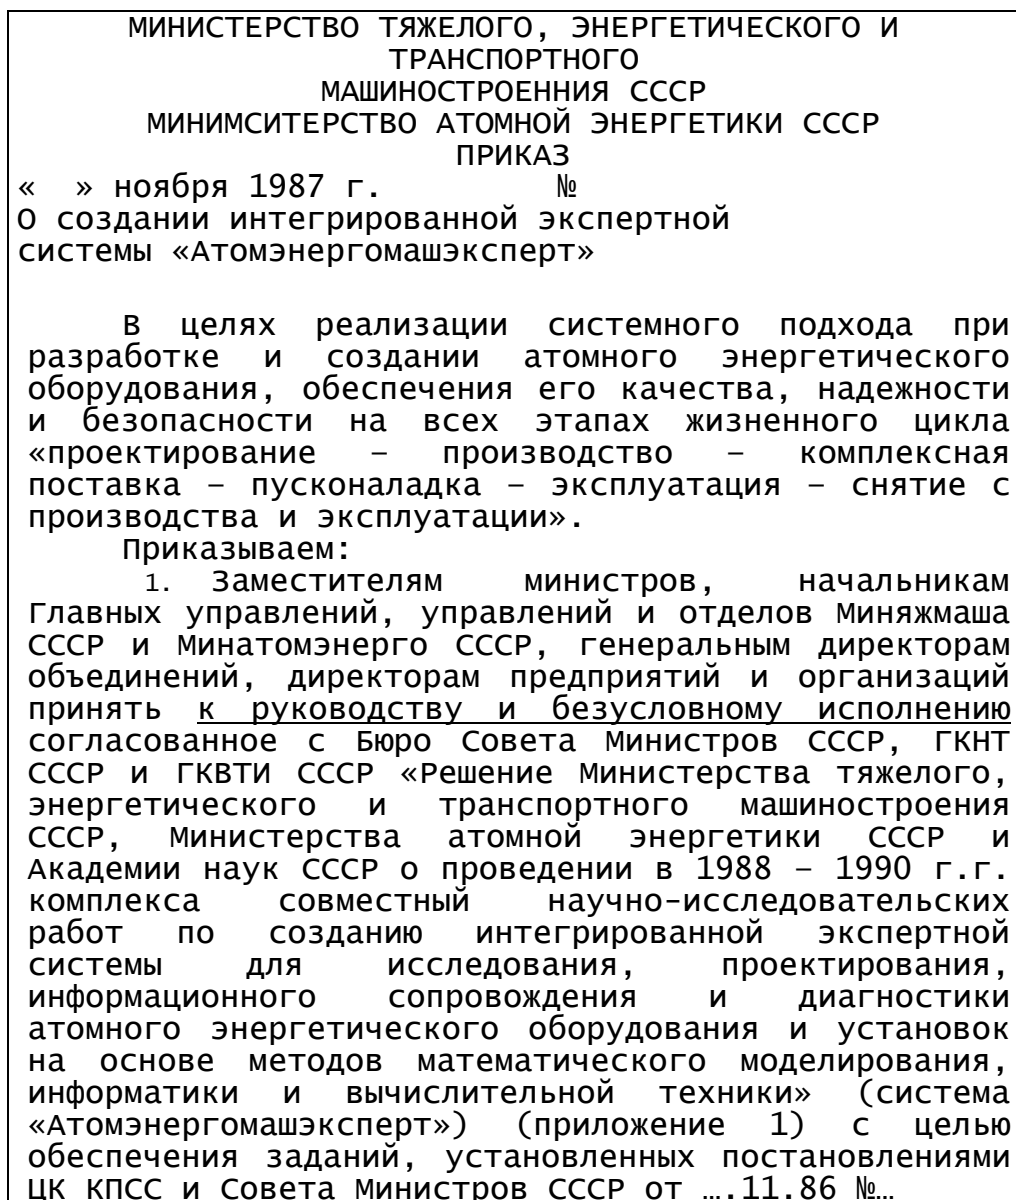 МИНИСТЕРСТВО ТЯЖЕЛОГО, ЭНЕРГЕТИЧЕСКОГО И
ТРАНСПОРТНОГО
МАШИНОСТРОЕННИЯ СССР
МИНИМСИТЕРСТВО АТОМНОЙ ЭНЕРГЕТИКИ СССР
ПРИКАЗ
« » ноября 1987 г. №
О создании интегрированной экспертной
системы «Атомэнергомашэксперт»
В целях реализации системного подхода при
разработке и создании атомного энергетического
оборудования, обеспечения его качества, надежности
и безопасности на всех этапах жизненного цикла
«проектирование – производство – комплексная
поставка – пусконаладка – эксплуатация – снятие с
производства и эксплуатации».
Приказываем:
1. Заместителям министров, начальникам
Главных управлений, управлений и отделов Миняжмаша
СССР и Минатомэнерго СССР, генеральным директорам
объединений, директорам предприятий и организаций
принять к руководству и безусловному исполнению
согласованное с Бюро Совета Министров СССР, ГКНТ
СССР и ГКВТИ СССР «Решение Министерства тяжелого,
энергетического и транспортного машиностроения
СССР, Министерства атомной энергетики СССР и
Академии наук СССР о проведении в 1988 – 1990 г.г.
комплекса совместный научно-исследовательских
работ по созданию интегрированной экспертной
системы для исследования, проектирования,
информационного сопровождения и диагностики
атомного энергетического оборудования и установок
на основе методов математического моделирования,
информатики и вычислительной техники» (система
«Атомэнергомашэксперт») (приложение 1) с целью
обеспечения заданий, установленных постановлениями
ЦК КПСС и Совета Министров СССР от ….11.86 №…